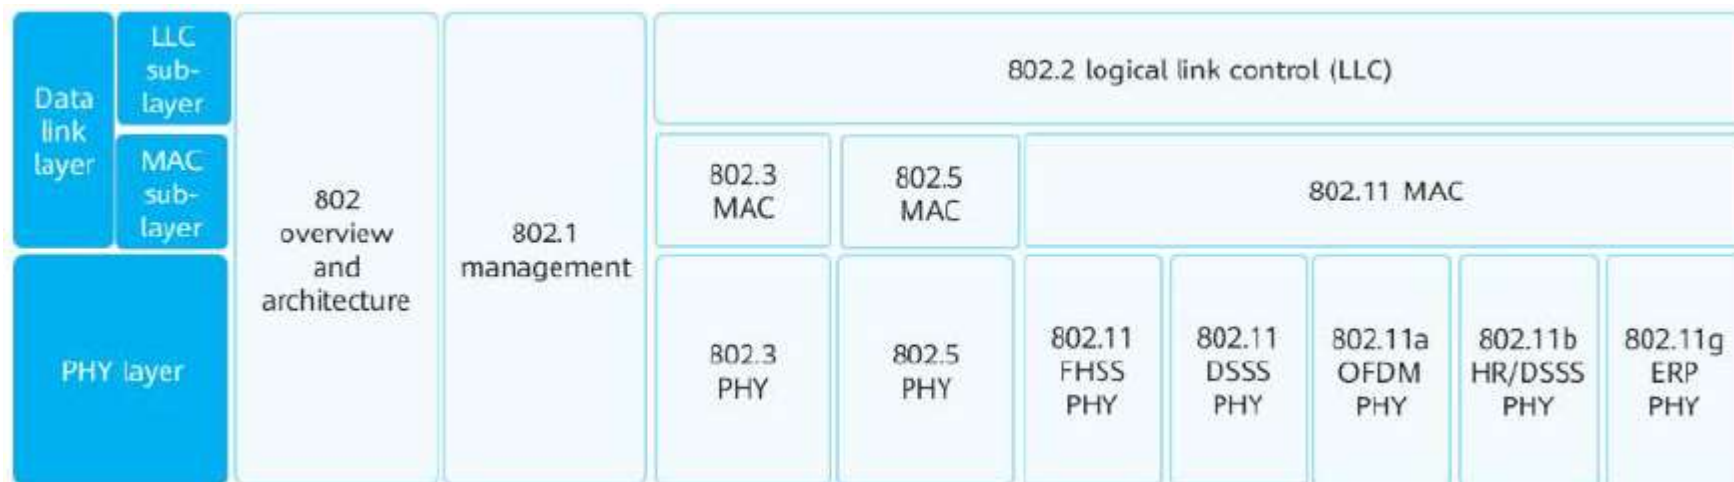 Data
link
layer
LLC
sub-
layer
MAC
sub-
layer
PHY layer
802
overview
and
architecture
802.1
management
802.2 logical link control (LLC)
802.3
MAC
802.5
MAC
802.11 MAC
802.3
PHY
802.5
PHY
802.11
FHSS
PHY
802.11
DSSS
PHY
802.11a
OFDM
PHY
802.11b
HR/DSSS
PHY
802.11g
ERP
PHY